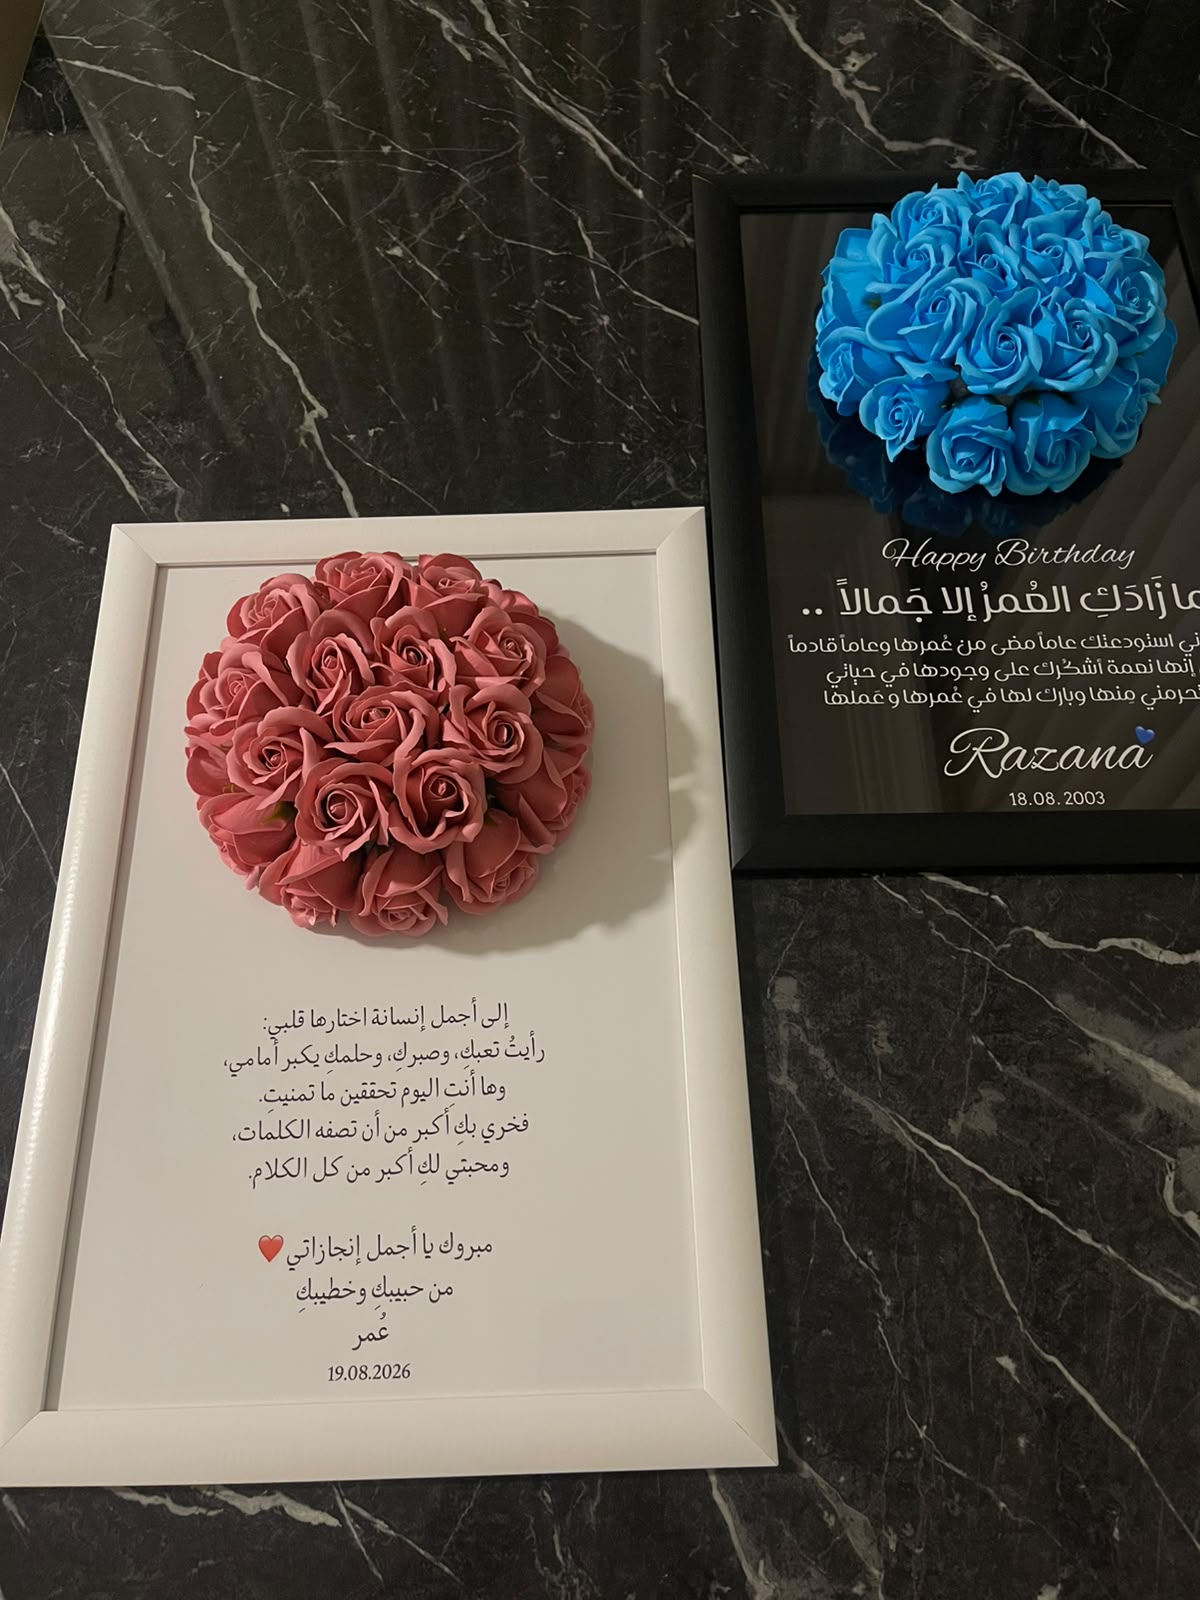 إلى أجمل إنسانة اختارها قلبي:
رأيتُ تعبكِ، وصبركِ، وحلمكِ يكبر أمامي،
وها أنتِ اليوم تحققين ما تمنيتِ.
فخري بكِ أكبر من أن تصفه الكلمات،
ومحبتي لكِ أكبر من كل الكلام.
مبروك يا أجمل إنجازاتي❤️
من حبيبكِ وخطيبكِ
عُمر
19.08.2026
Happy Birthday
ما زَادَكِ العُمرُ إلا جَمالاً ..
استودعتك عاماً مضى من عُمرها وعاماً قادماً
إنها نعمة أشكُرك على وجودها في حياتي
تحرمني مِنها وبارك لها في عُمرها و عَملها
Razana💙
18.08.2003